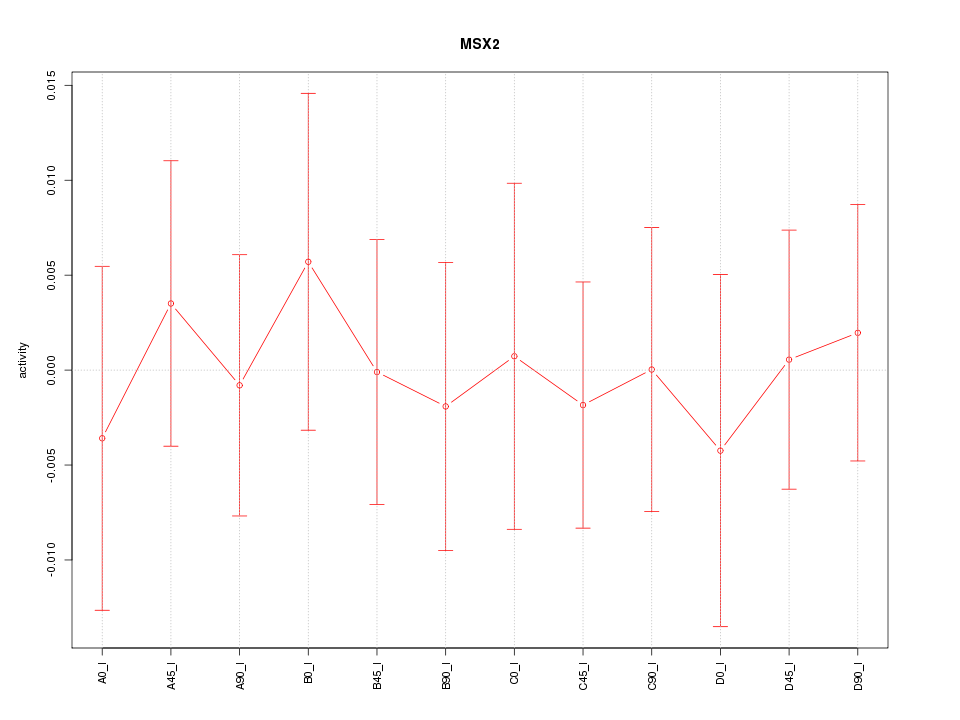 MSX2
activity
0.015
0.010
0.005
0.000
-0.005
-0.010
A0_I
A45_I
A90_I
B0_I
B45_I
B90_I
C0_I
C45_I
C90_I
D0_I
D45_I
D90_I